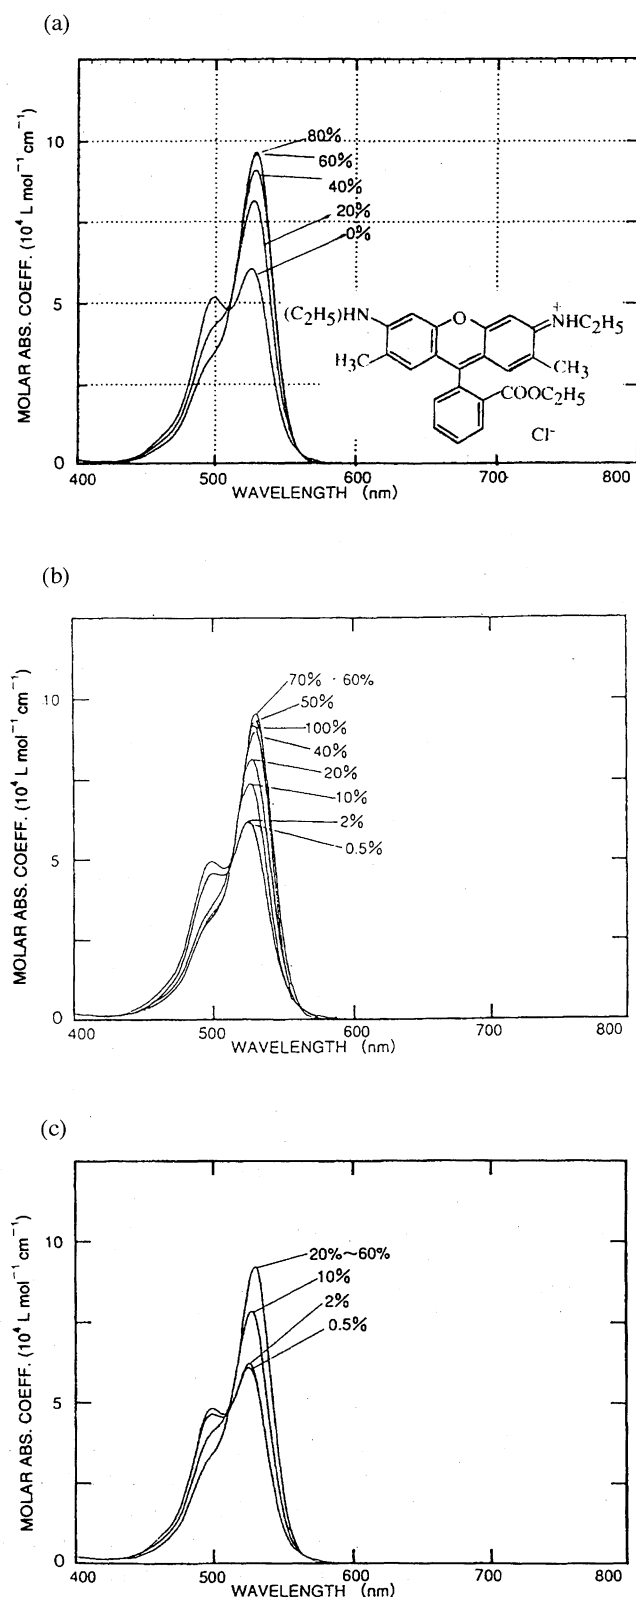 (a)
MOLAR ABS. COEFF. (10⁴ L mol⁻¹ cm⁻¹)
10
5
0
80%
60%
40%
20%
0%
(C₂H₅)HN
O
+
NHC₂H₅
H₃C
CH₃
COOC₂H₅
Cl⁻
400
500
600
700
800
WAVELENGTH (nm)
(b)
MOLAR ABS. COEFF. (10⁴ L mol⁻¹ cm⁻¹)
10
5
0
70% · 60%
50%
100%
40%
20%
10%
2%
0.5%
400
500
600
700
800
WAVELENGTH (nm)
(c)
MOLAR ABS. COEFF. (10⁴ L mol⁻¹ cm⁻¹)
10
5
0
20%~60%
10%
2%
0.5%
400
500
600
700
800
WAVELENGTH (nm)